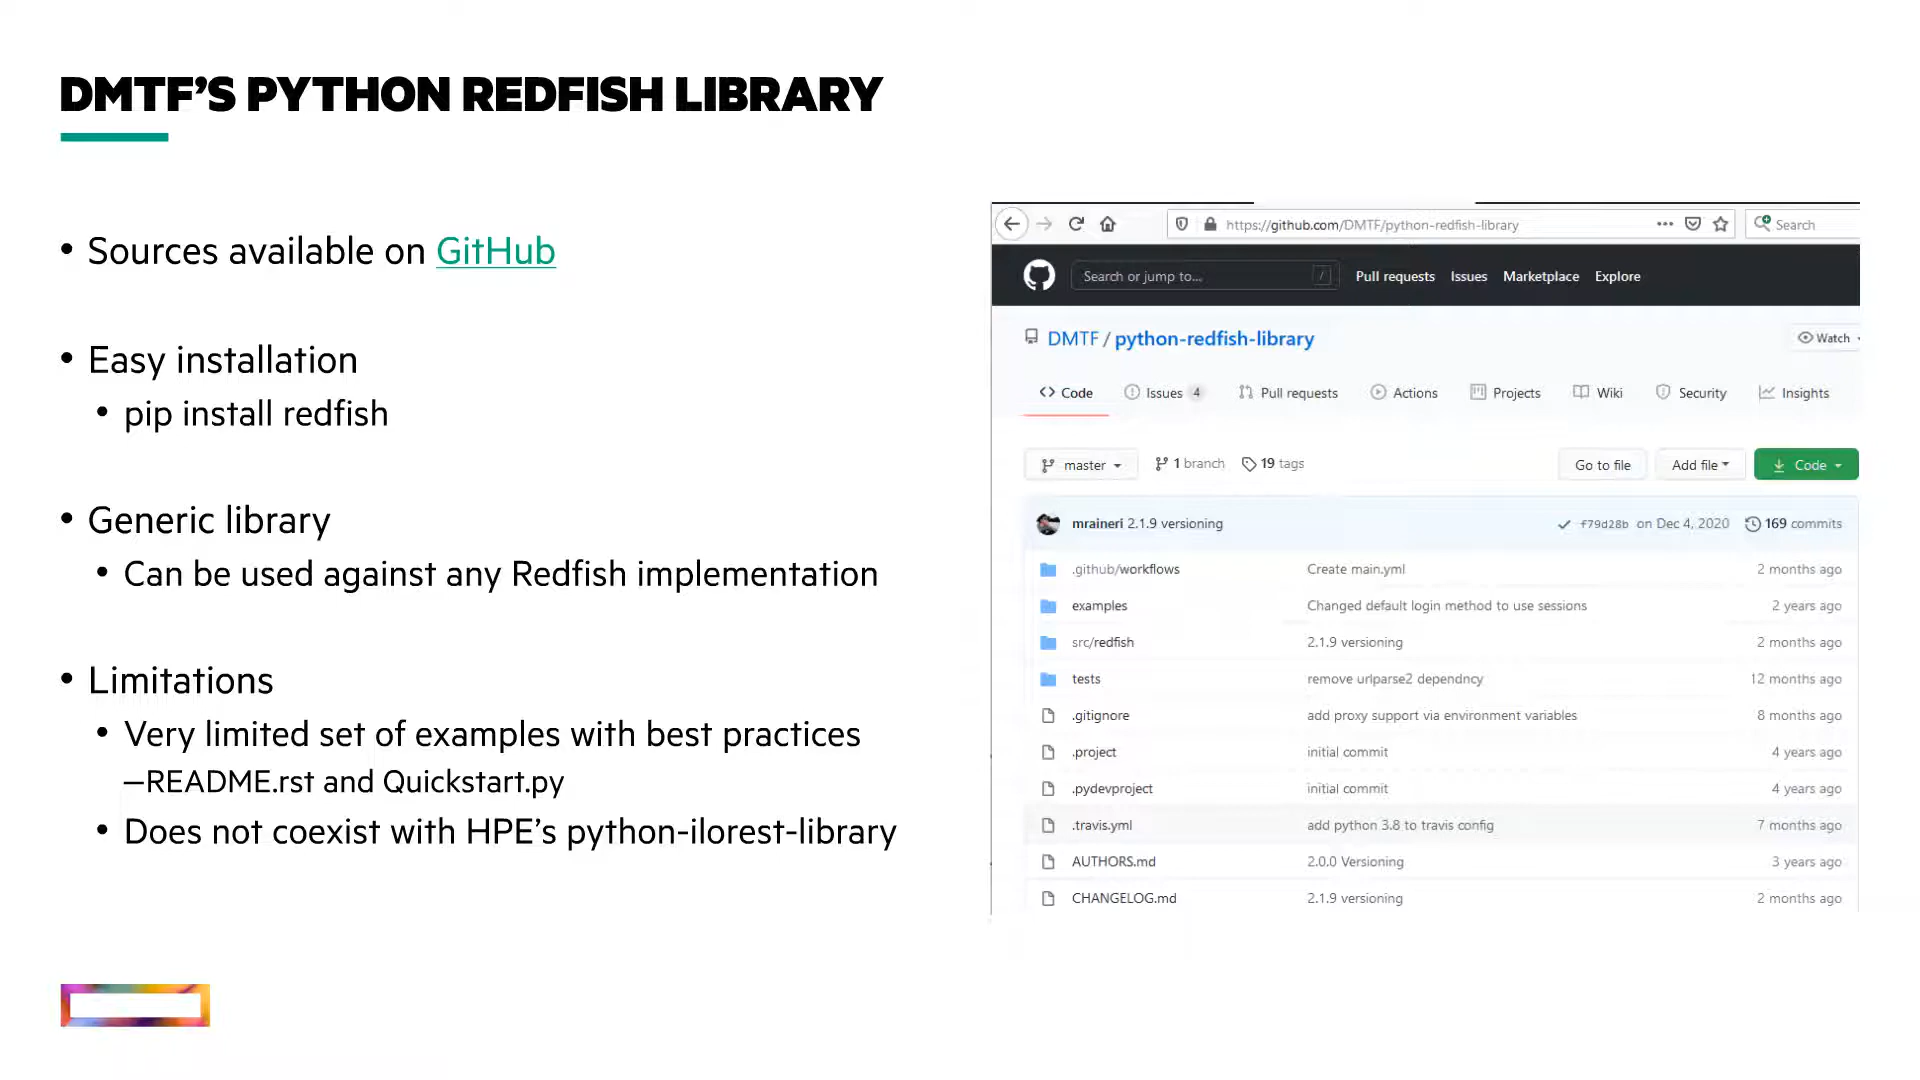 DMTF’S PYTHON REDFISH LIBRARY
• Sources available on GitHub
• Easy installation
• pip install redfish
• Generic library
• Can be used against any Redfish implementation
• Limitations
• Very limited set of examples with best practices
–README.rst and Quickstart.py
• Does not coexist with HPE’s python-ilorest-library
https://github.com/DMTF/python-redfish-library
Search
Search or jump to... / Pull requests Issues Marketplace Explore
DMTF / python-redfish-library Watch
Code Issues 4 Pull requests Actions Projects Wiki Security Insights
master 1 branch 19 tags Go to file Add file Code
mraineri 2.1.9 versioning f79d28b on Dec 4, 2020 169 commits
.github/workflows Create main.yml 2 months ago
examples Changed default login method to use sessions 2 years ago
src/redfish 2.1.9 versioning 2 months ago
tests remove urlparse2 dependncy 12 months ago
.gitignore add proxy support via environment variables 8 months ago
.project initial commit 4 years ago
.pydevproject initial commit 4 years ago
.travis.yml add python 3.8 to travis config 7 months ago
AUTHORS.md 2.0.0 Versioning 3 years ago
CHANGELOG.md 2.1.9 versioning 2 months ago